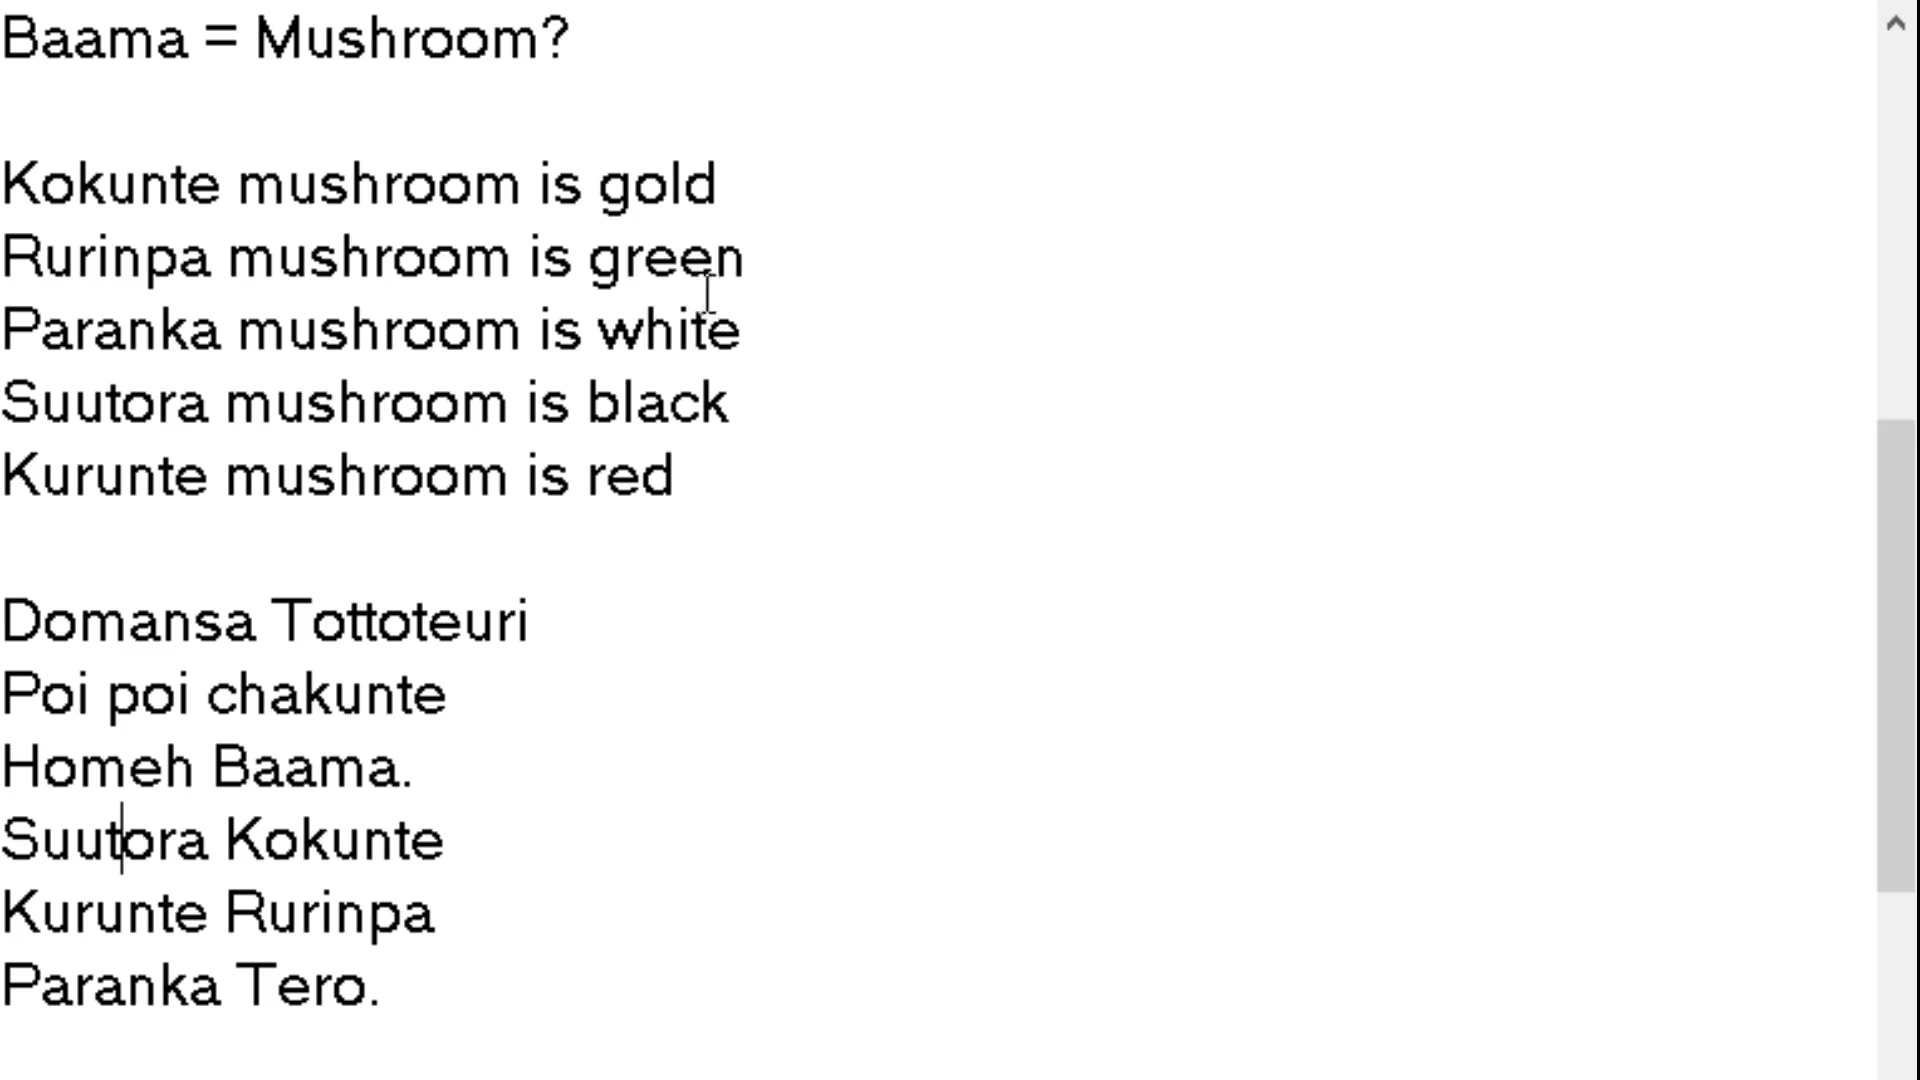 Baama = Mushroom?
Kokunte mushroom is gold
Rurinpa mushroom is green
Paranka mushroom is white
Suutora mushroom is black
Kurunte mushroom is red
Domansa Tottoteuri
Poi poi chakunte
Homeh Baama.
Suutora Kokunte
Kurunte Rurinpa
Paranka Tero.